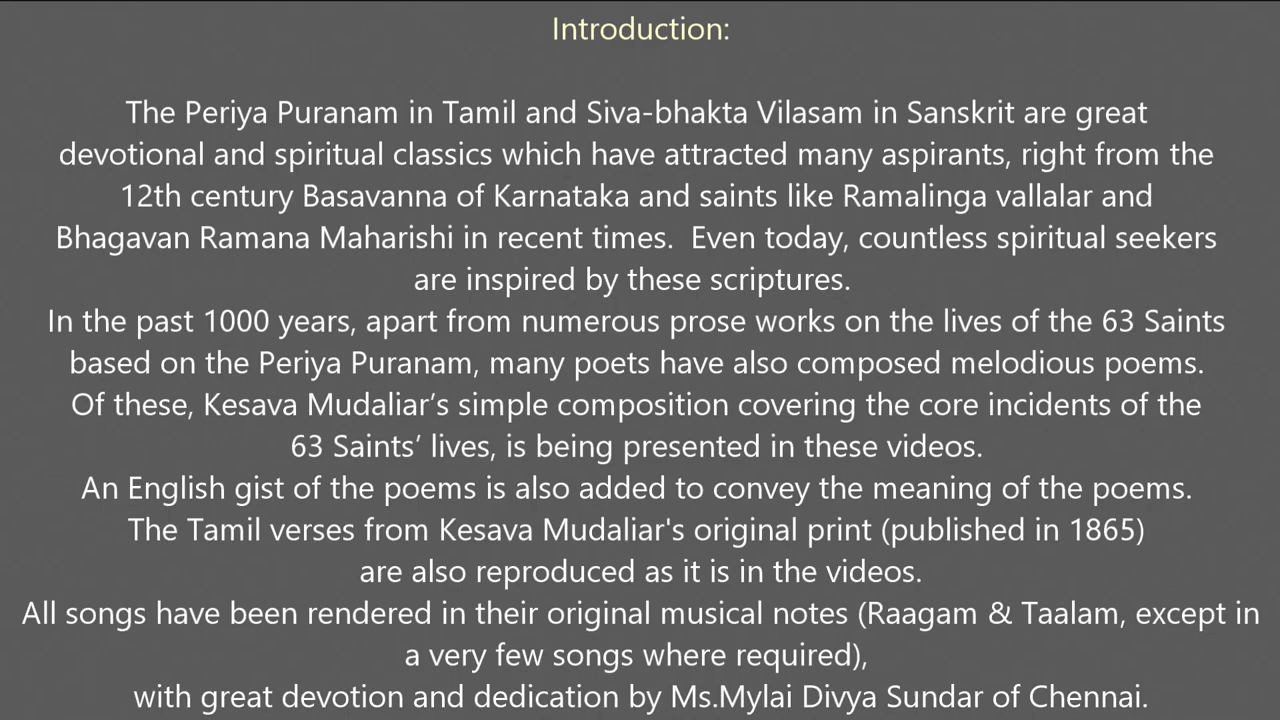 Introduction:
The Periya Puranam in Tamil and Siva-bhakta Vilasam in Sanskrit are great
devotional and spiritual classics which have attracted many aspirants, right from the
12th century Basavanna of Karnataka and saints like Ramalinga vallalar and
Bhagavan Ramana Maharishi in recent times.  Even today, countless spiritual seekers
are inspired by these scriptures.
In the past 1000 years, apart from numerous prose works on the lives of the 63 Saints
based on the Periya Puranam, many poets have also composed melodious poems.
Of these, Kesava Mudaliar’s simple composition covering the core incidents of the
63 Saints’ lives, is being presented in these videos.
An English gist of the poems is also added to convey the meaning of the poems.
The Tamil verses from Kesava Mudaliar's original print (published in 1865)
are also reproduced as it is in the videos.
All songs have been rendered in their original musical notes (Raagam & Taalam, except in
a very few songs where required),
with great devotion and dedication by Ms.Mylai Divya Sundar of Chennai.